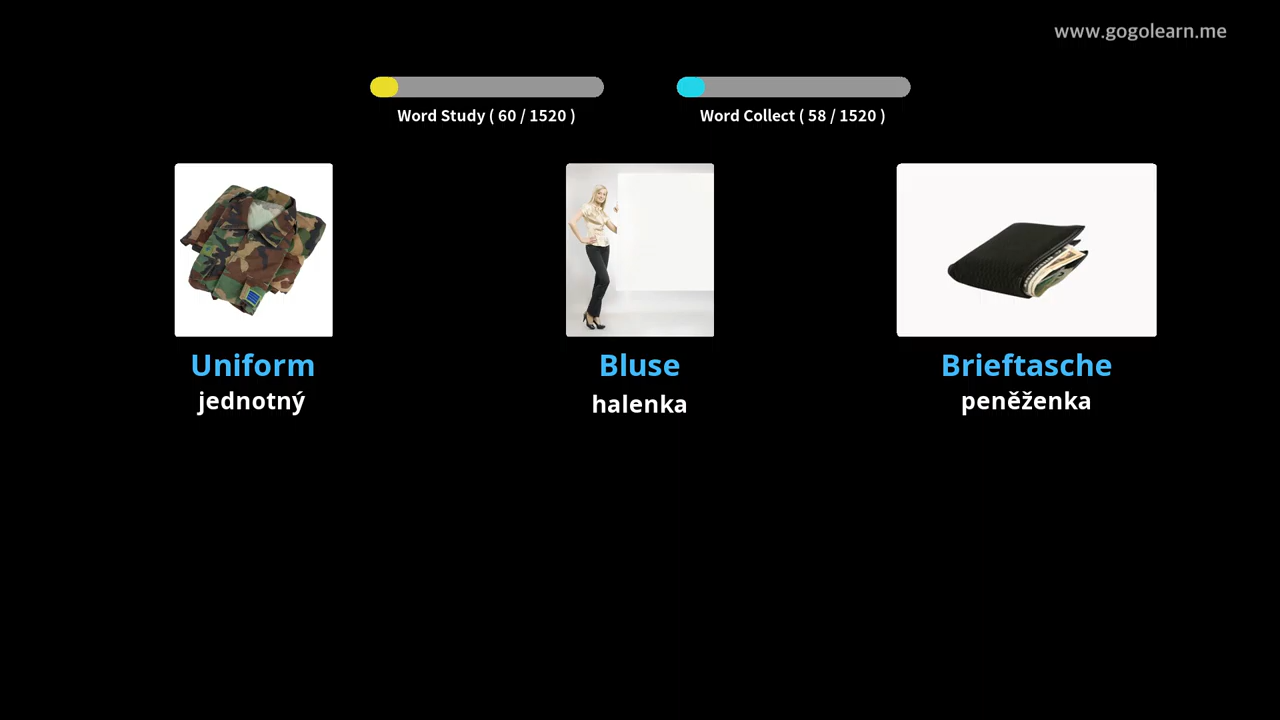 www.gogolearn.me
Word Study ( 60 / 1520 )
Word Collect ( 58 / 1520 )
Uniform
jednotný
Bluse
halenka
Brieftasche
peněženka